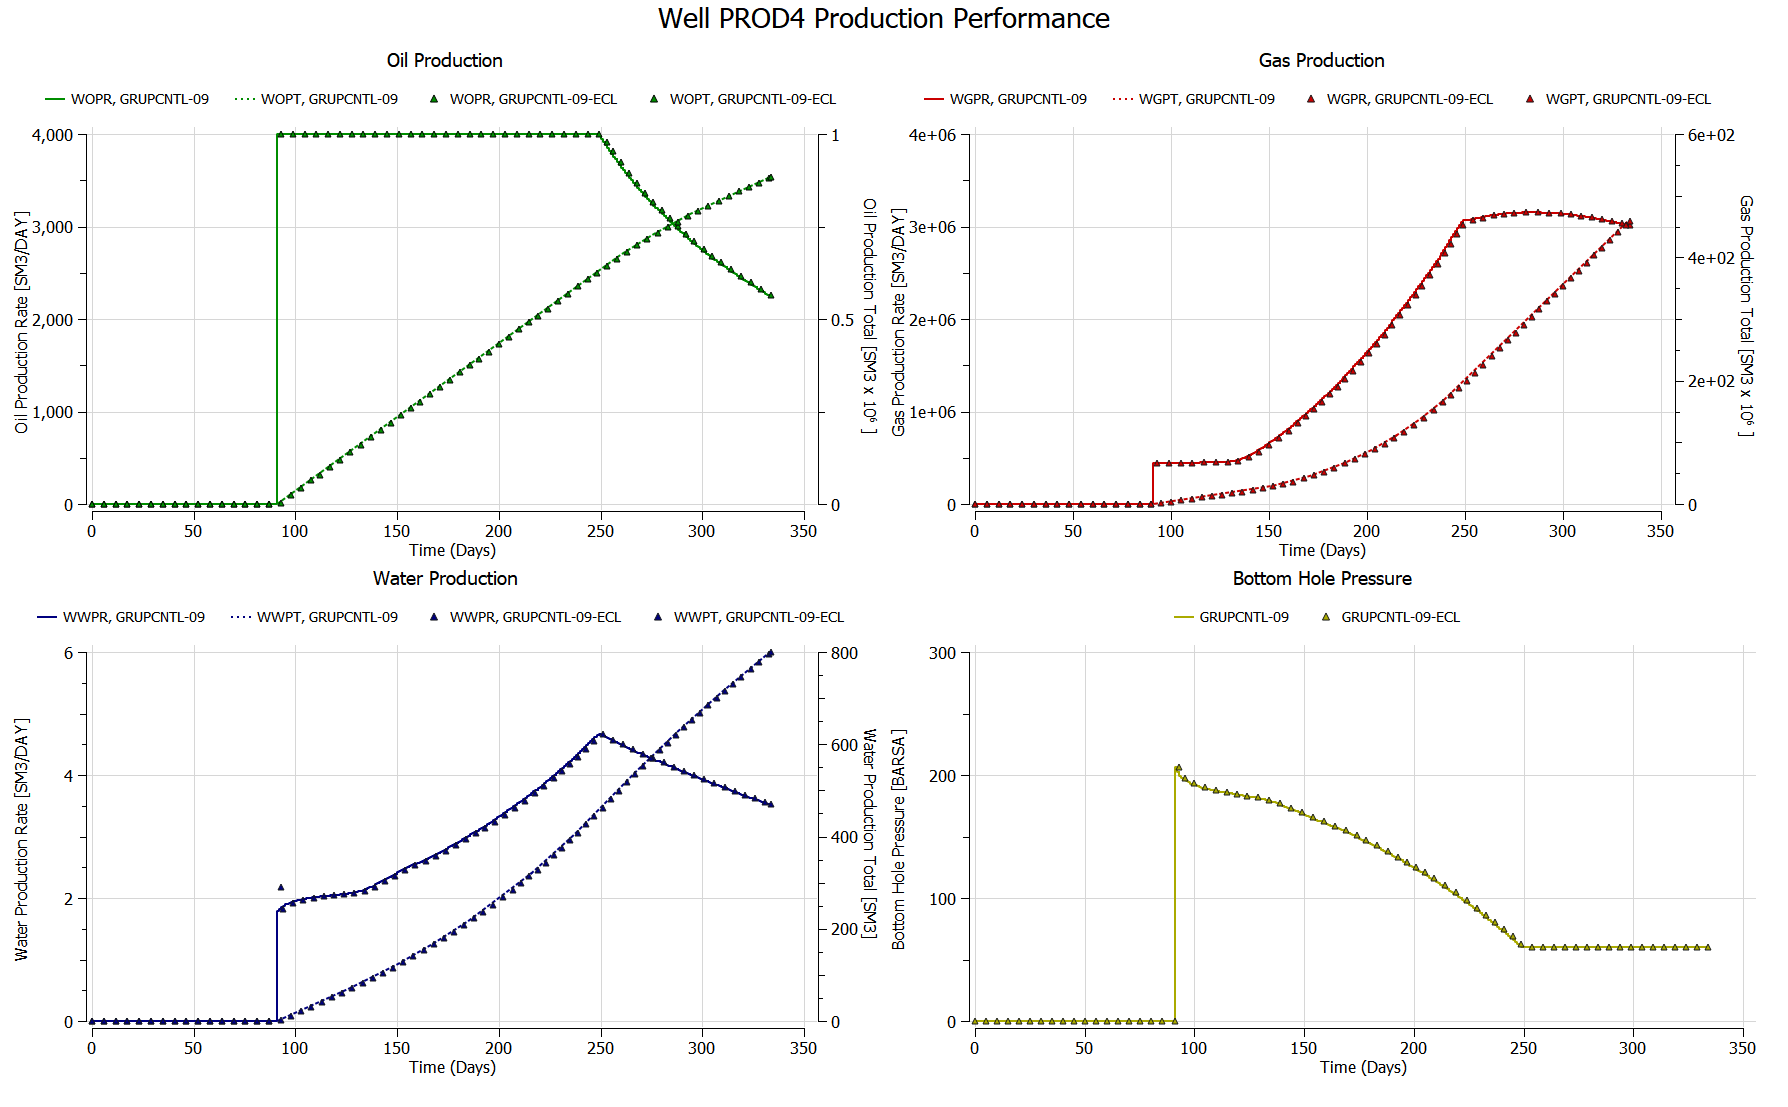 Well PROD4 Production Performance
Oil Production
WOPR, GRUPCNTL-09 WOPT, GRUPCNTL-09 WOPR, GRUPCNTL-09-ECL WOPT, GRUPCNTL-09-ECL
Oil Production Rate [SM3/DAY]
4,000
3,000
2,000
1,000
0
1
0.5
0
Oil Production Total [SM3 x 10⁶ ]
0 50 100 150 200 250 300 350
Time (Days)
Gas Production
WGPR, GRUPCNTL-09 WGPT, GRUPCNTL-09 WGPR, GRUPCNTL-09-ECL WGPT, GRUPCNTL-09-ECL
Gas Production Rate [SM3/DAY]
4e+06
3e+06
2e+06
1e+06
0
6e+02
4e+02
2e+02
0
Gas Production Total [SM3 x 10⁶ ]
0 50 100 150 200 250 300 350
Time (Days)
Water Production
WWPR, GRUPCNTL-09 WWPT, GRUPCNTL-09 WWPR, GRUPCNTL-09-ECL WWPT, GRUPCNTL-09-ECL
Water Production Rate [SM3/DAY]
6
4
2
0
800
600
400
200
0
Water Production Total [SM3]
0 50 100 150 200 250 300 350
Time (Days)
Bottom Hole Pressure
GRUPCNTL-09 GRUPCNTL-09-ECL
Bottom Hole Pressure [BARSA]
300
200
100
0
0 50 100 150 200 250 300 350
Time (Days)